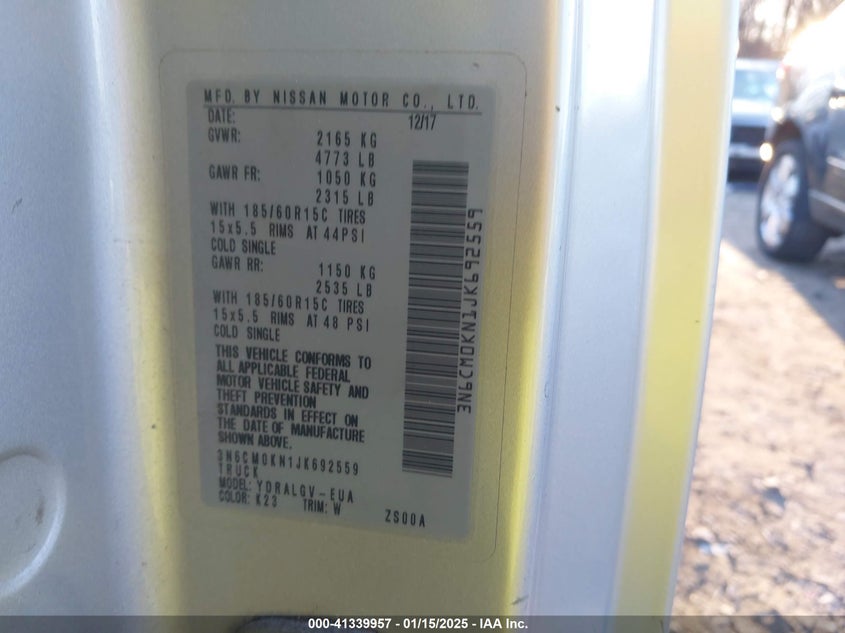 MFD. BY NISSAN MOTOR CO., LTD.
DATE: 12/17
GVWR: 2165 KG
4773 LB
GAWR FR: 1050 KG
2315 LB
WITH 185/60R15C TIRES
15x5.5 RIMS AT 44PSI
COLD SINGLE
GAWR RR: 1150 KG
2535 LB
WITH 185/60R15C TIRES
15x5.5 RIMS AT 48 PSI
COLD SINGLE
THIS VEHICLE CONFORMS TO
ALL APPLICABLE FEDERAL
MOTOR VEHICLE SAFETY AND
THEFT PREVENTION
STANDARDS IN EFFECT ON
THE DATE OF MANUFACTURE
SHOWN ABOVE.
3N6CM0KN1JK692559
TRUCK
MODEL: YDRALGV-EUA
COLOR: K23 TRIM: W ZS00A
3N6CM0KN1JK692559
000-41339957 - 01/15/2025 - IAA Inc.